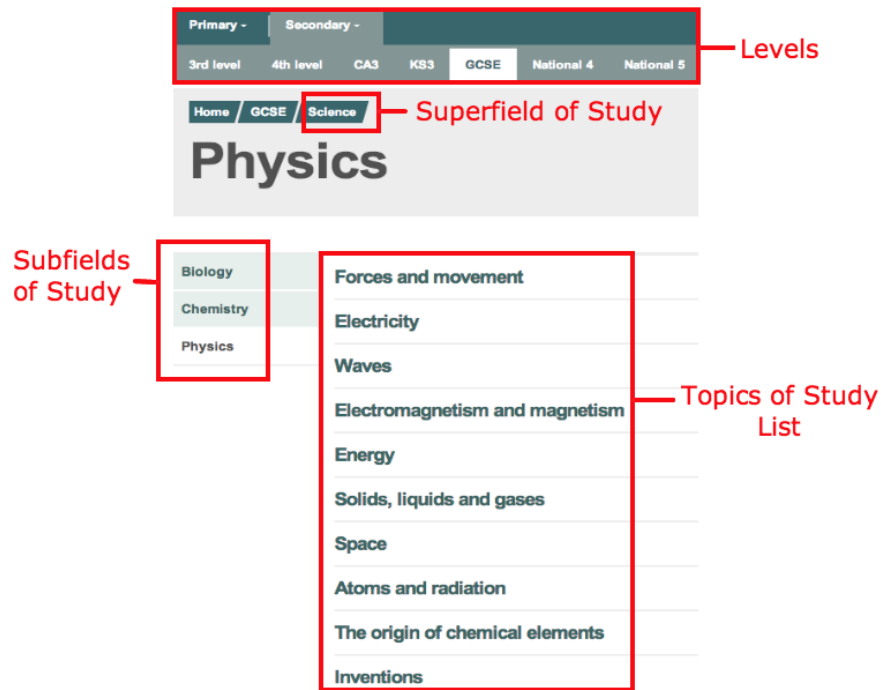 Primary - Secondary -
3rd level 4th level CA3 KS3 GCSE National 4 National 5
Levels
Home GCSE Science
Superfield of Study
Physics
Subfields
of Study
Biology
Chemistry
Physics
Forces and movement
Electricity
Waves
Electromagnetism and magnetism
Energy
Solids, liquids and gases
Space
Atoms and radiation
The origin of chemical elements
Inventions
Topics of Study
List